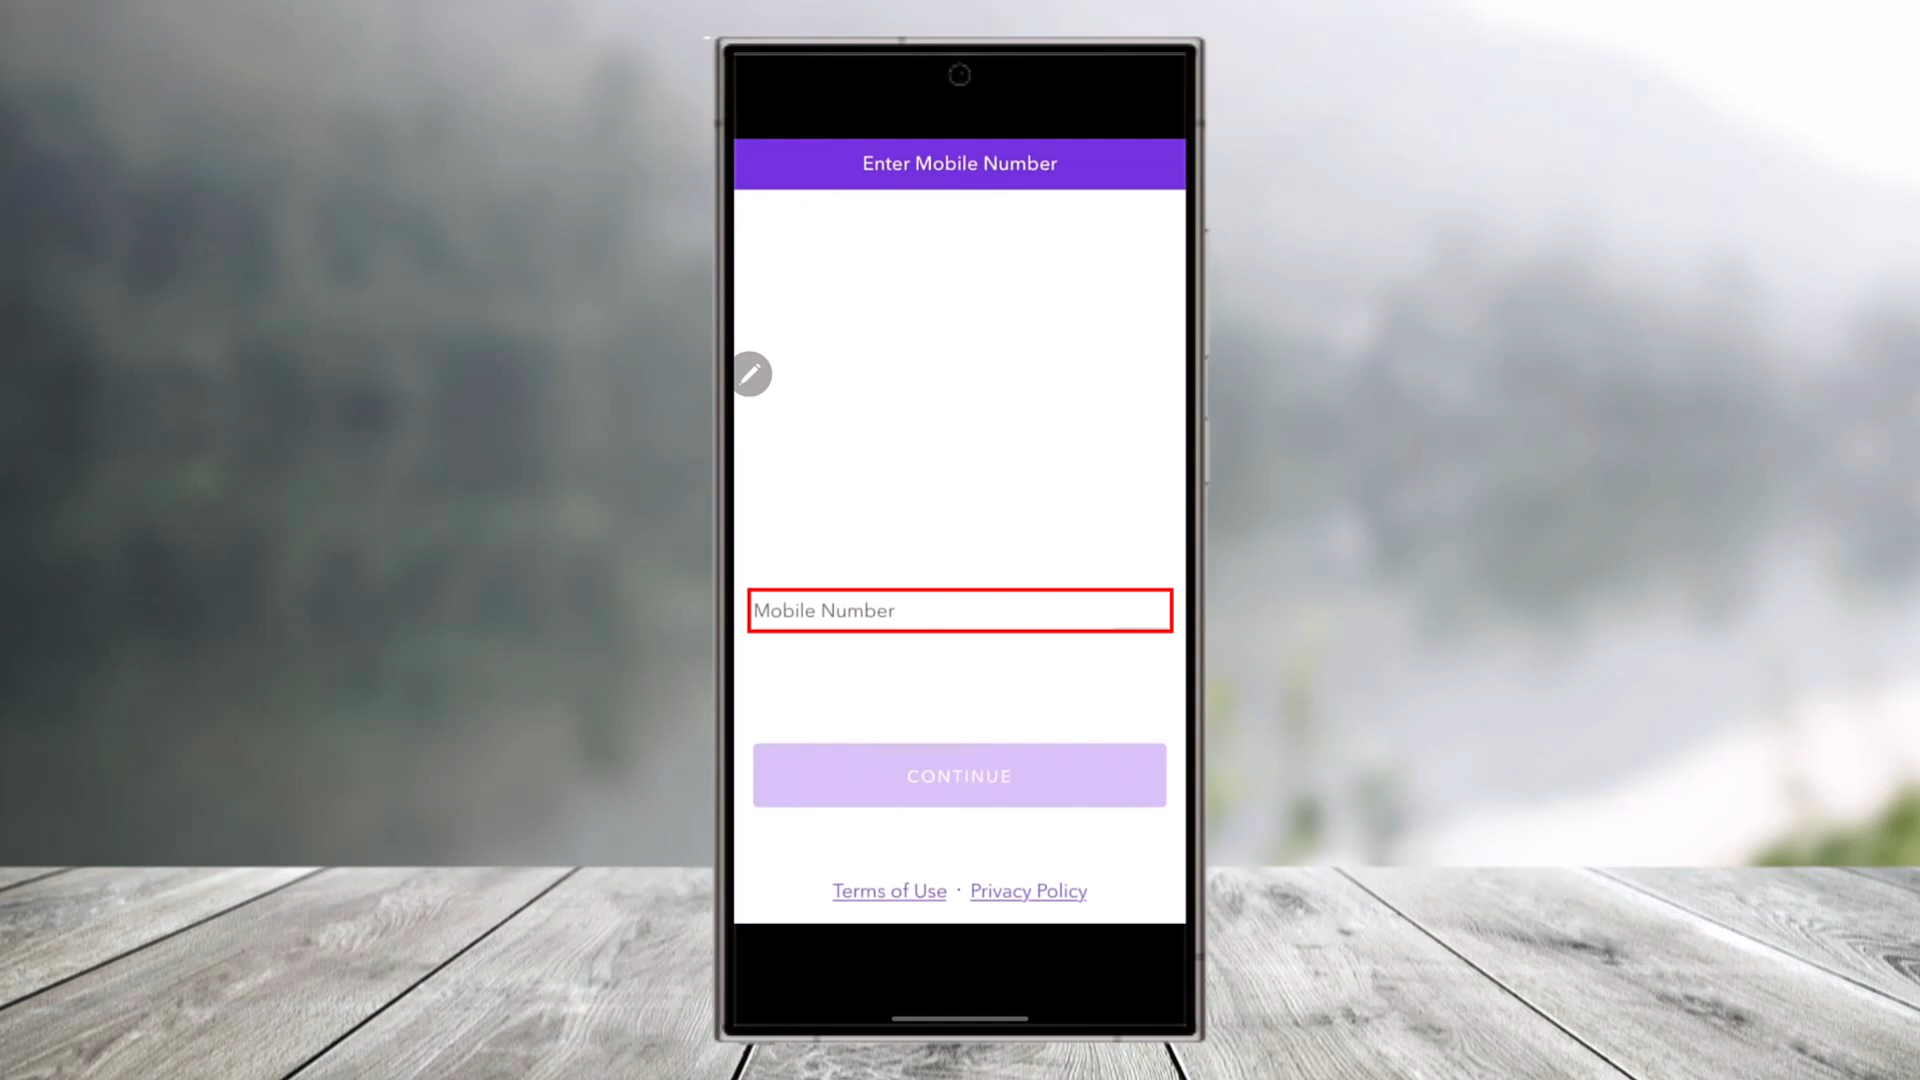 Enter Mobile Number
Mobile Number
CONTINUE
Terms of Use · Privacy Policy